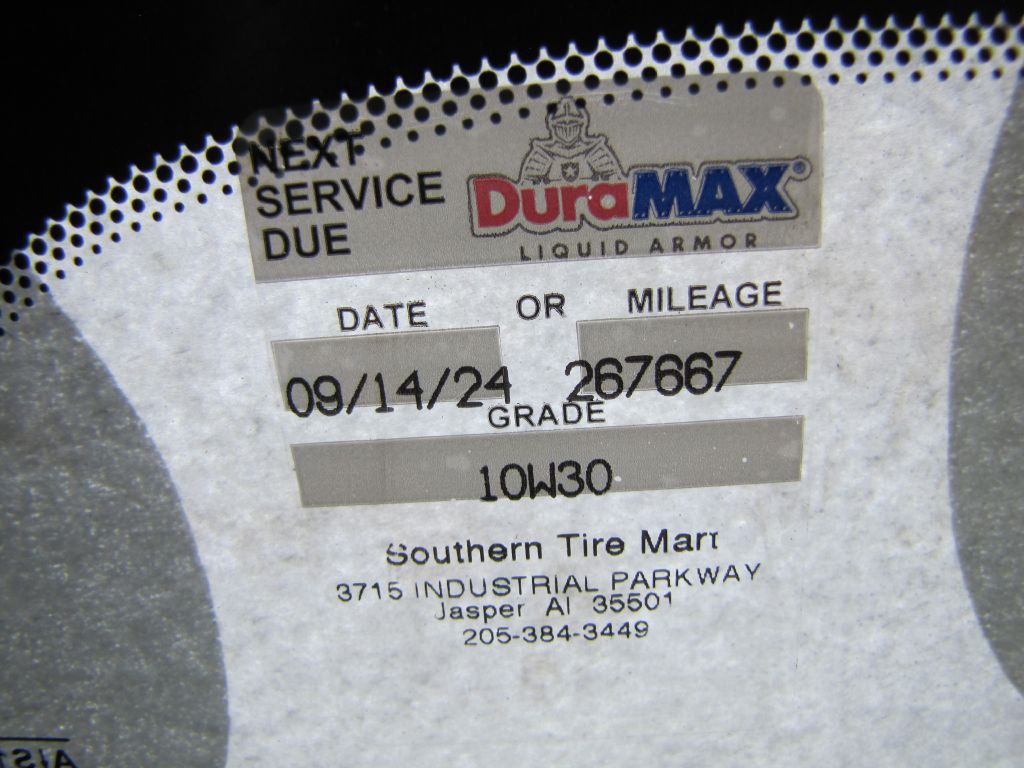 NEXT
SERVICE
DUE
DuraMAX®
LIQUID ARMOR
DATE OR MILEAGE
09/14/24 267667
GRADE
10W30
Southern Tire Mart
3715 INDUSTRIAL PARKWAY
Jasper Al 35501
205-384-3449